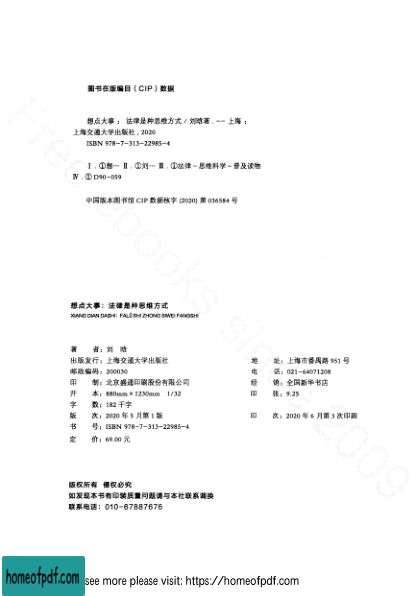 图书在版编目(CIP)数据
想点大事：法律是种思维方式 / 刘晗著. -- 上海：
上海交通大学出版社, 2020
ISBN 978-7-313-22985-4
Ⅰ. ①想… Ⅱ. ①刘… Ⅲ. ①法律－思维科学－普及读物
Ⅳ. ① D90-059
中国版本图书馆 CIP 数据核字 (2020) 第 036584 号
想点大事：法律是种思维方式
XIANG DIAN DASHI: FALÜ SHI ZHONG SIWEI FANGSHI
著 者：刘 晗
出版发行：上海交通大学出版社 地 址：上海市番禺路 951 号
邮政编码：200030 电 话：021-64071208
印 制：北京盛通印刷股份有限公司 经 销：全国新华书店
开 本：880mm×1230mm 1/32 印 张：9.25
字 数：182 千字
版 次：2020 年 5 月第 1 版 印 次：2020 年 6 月第 3 次印刷
书 号：ISBN 978-7-313-22985-4
定 价：69.00 元
版权所有 侵权必究
如发现本书有印装质量问题请与本社联系调换
联系电话：010-67887676
Free ebooks since 2009
homeofpdf.com
see more please visit: https://homeofpdf.com